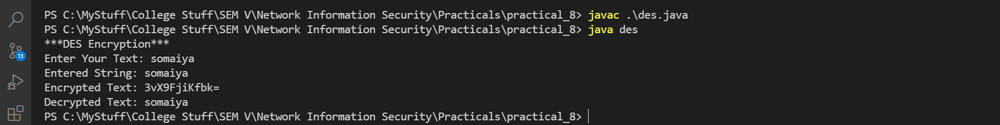 PS C:\MyStuff\College Stuff\SEM V\Network Information Security\Practicals\practical_8> javac .\des.java
PS C:\MyStuff\College Stuff\SEM V\Network Information Security\Practicals\practical_8> java des
***DES Encryption***
Enter Your Text: somaiya
Entered String: somaiya
Encrypted Text: 3vX9FjiKfbk=
Decrypted Text: somaiya
PS C:\MyStuff\College Stuff\SEM V\Network Information Security\Practicals\practical_8>
13